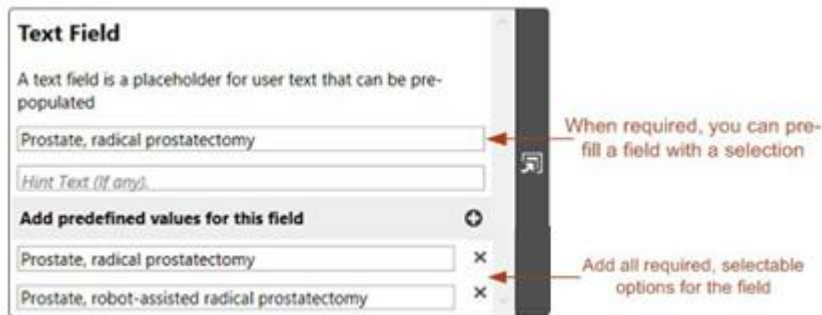 Text Field
A text field is a placeholder for user text that can be pre-
populated
Prostate, radical prostatectomy
When required, you can pre-
fill a field with a selection
Hint Text (If any).
Add predefined values for this field
Prostate, radical prostatectomy
Add all required, selectable
options for the field
Prostate, robot-assisted radical prostatectomy